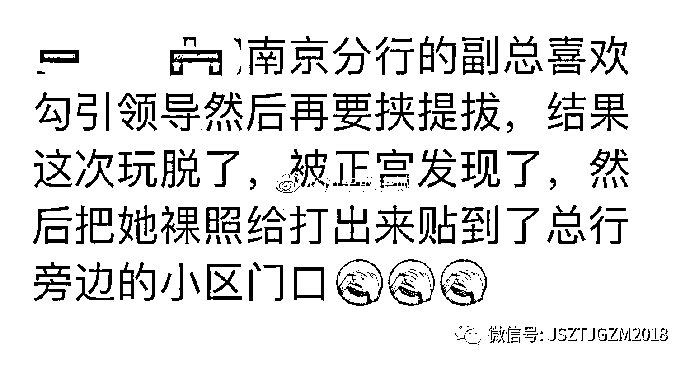 南京分行的副总喜欢
勾引领导然后再要挟提拔，结果
这次玩脱了，被正宫发现了，然
后把她裸照给打出来贴到了总行
旁边的小区门口
微信号: JSZTJGZM2018